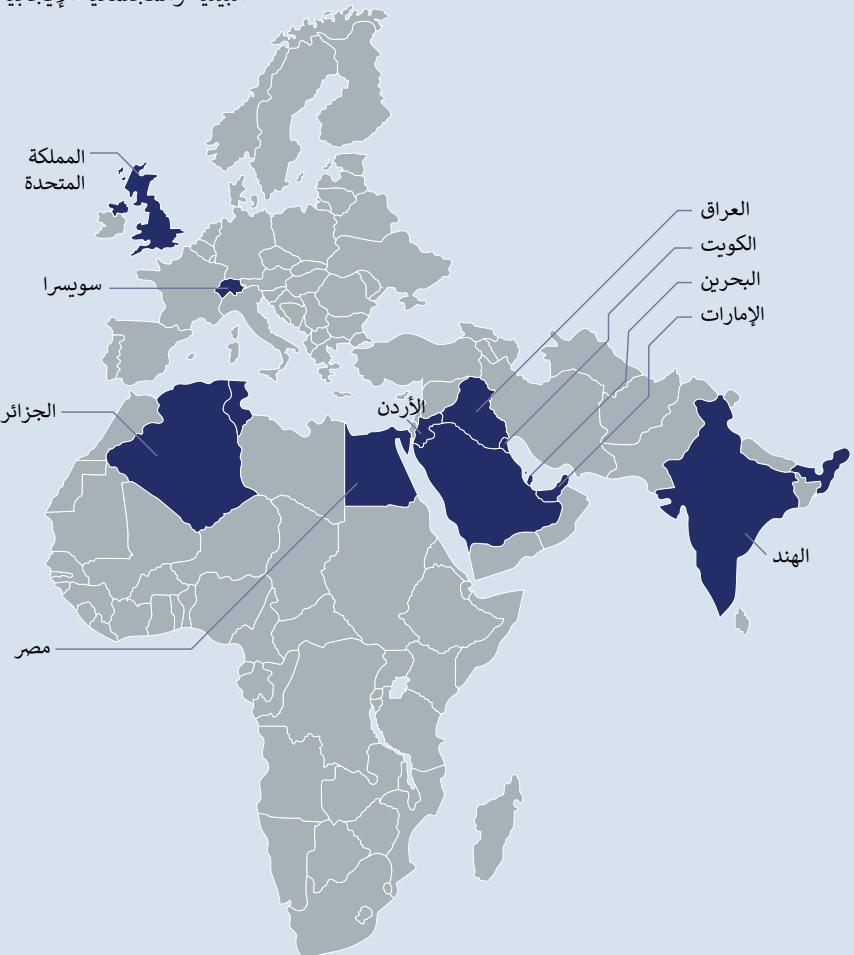 المملكة
المتحدة
سويسرا
العراق
الكويت
البحرين
الإمارات
الأردن
الجزائر
الهند
مصر